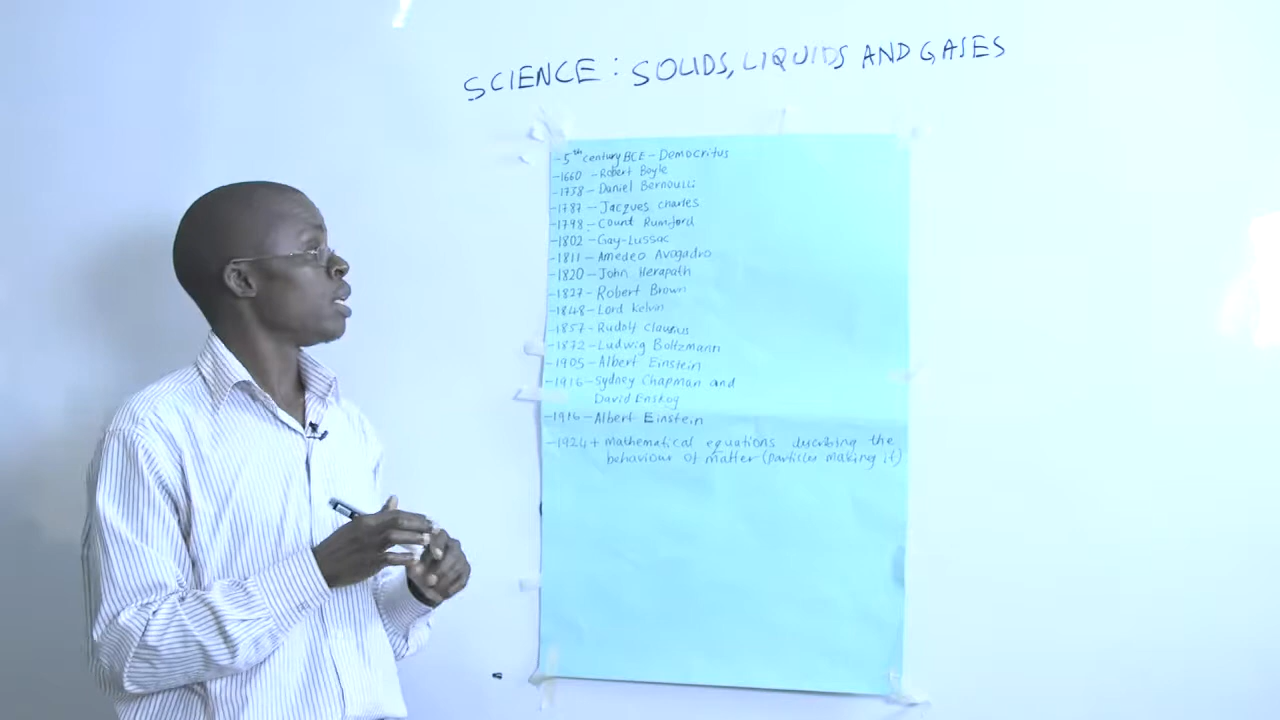 SCIENCE: SOLIDS, LIQUIDS AND GASES
-5th century BCE - Democritus
-1660 - Robert Boyle
-1738 - Daniel Bernoulli
-1787 - Jacques Charles
-1798 - Count Rumford
-1802 - Gay-Lussac
-1811 - Amedeo Avogadro
-1820 - John Herapath
-1827 - Robert Brown
-1848 - Lord Kelvin
-1857 - Rudolf Clausius
-1872 - Ludwig Boltzmann
-1905 - Albert Einstein
-1916 - Sydney Chapman and
David Enskog
-1916 - Albert Einstein
-1924 + mathematical equations describing the
behaviour of matter (particles making it)